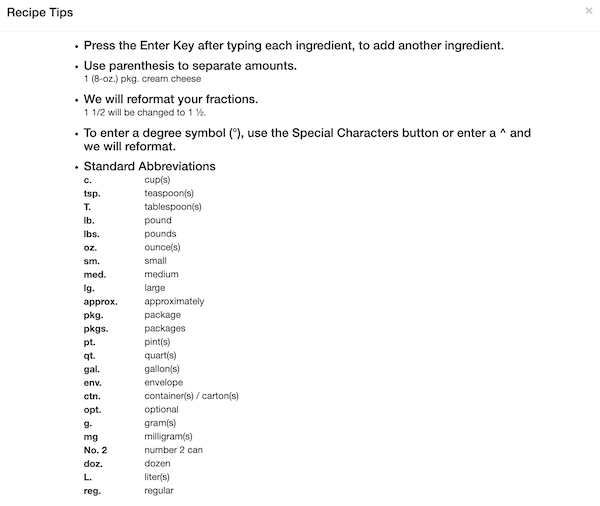 Recipe Tips ×
• Press the Enter Key after typing each ingredient, to add another ingredient.
• Use parenthesis to separate amounts.
1 (8-oz.) pkg. cream cheese
• We will reformat your fractions.
1 1/2 will be changed to 1 ½.
• To enter a degree symbol (°), use the Special Characters button or enter a ^ and
we will reformat.
• Standard Abbreviations
c. cup(s)
tsp. teaspoon(s)
T. tablespoon(s)
lb. pound
lbs. pounds
oz. ounce(s)
sm. small
med. medium
lg. large
approx. approximately
pkg. package
pkgs. packages
pt. pint(s)
qt. quart(s)
gal. gallon(s)
env. envelope
ctn. container(s) / carton(s)
opt. optional
g. gram(s)
mg milligram(s)
No. 2 number 2 can
doz. dozen
L. liter(s)
reg. regular